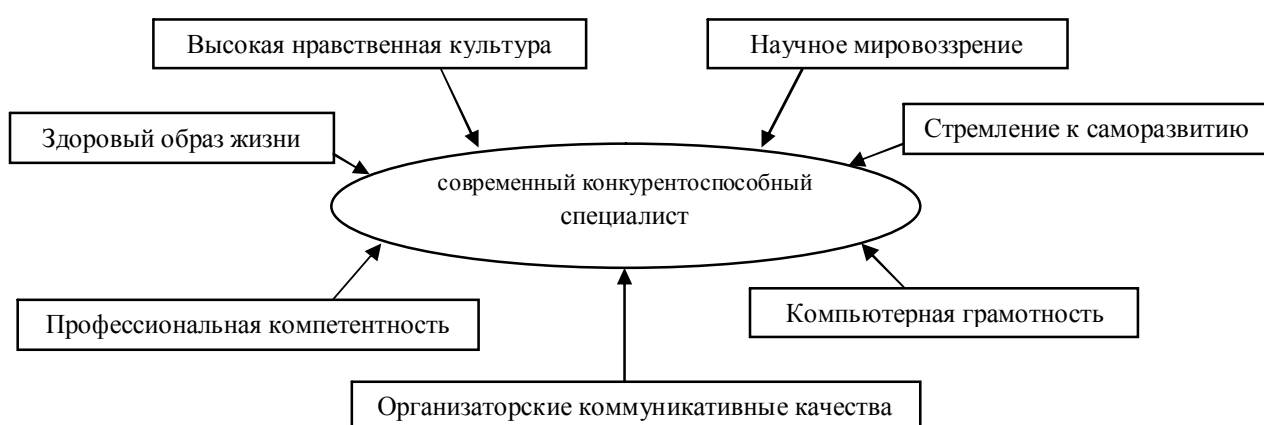 Высокая нравственная культура
Научное мировоззрение
Здоровый образ жизни
Стремление к саморазвитию
современный конкурентоспособный
специалист
Профессиональная компетентность
Компьютерная грамотность
Организаторские коммуникативные качества